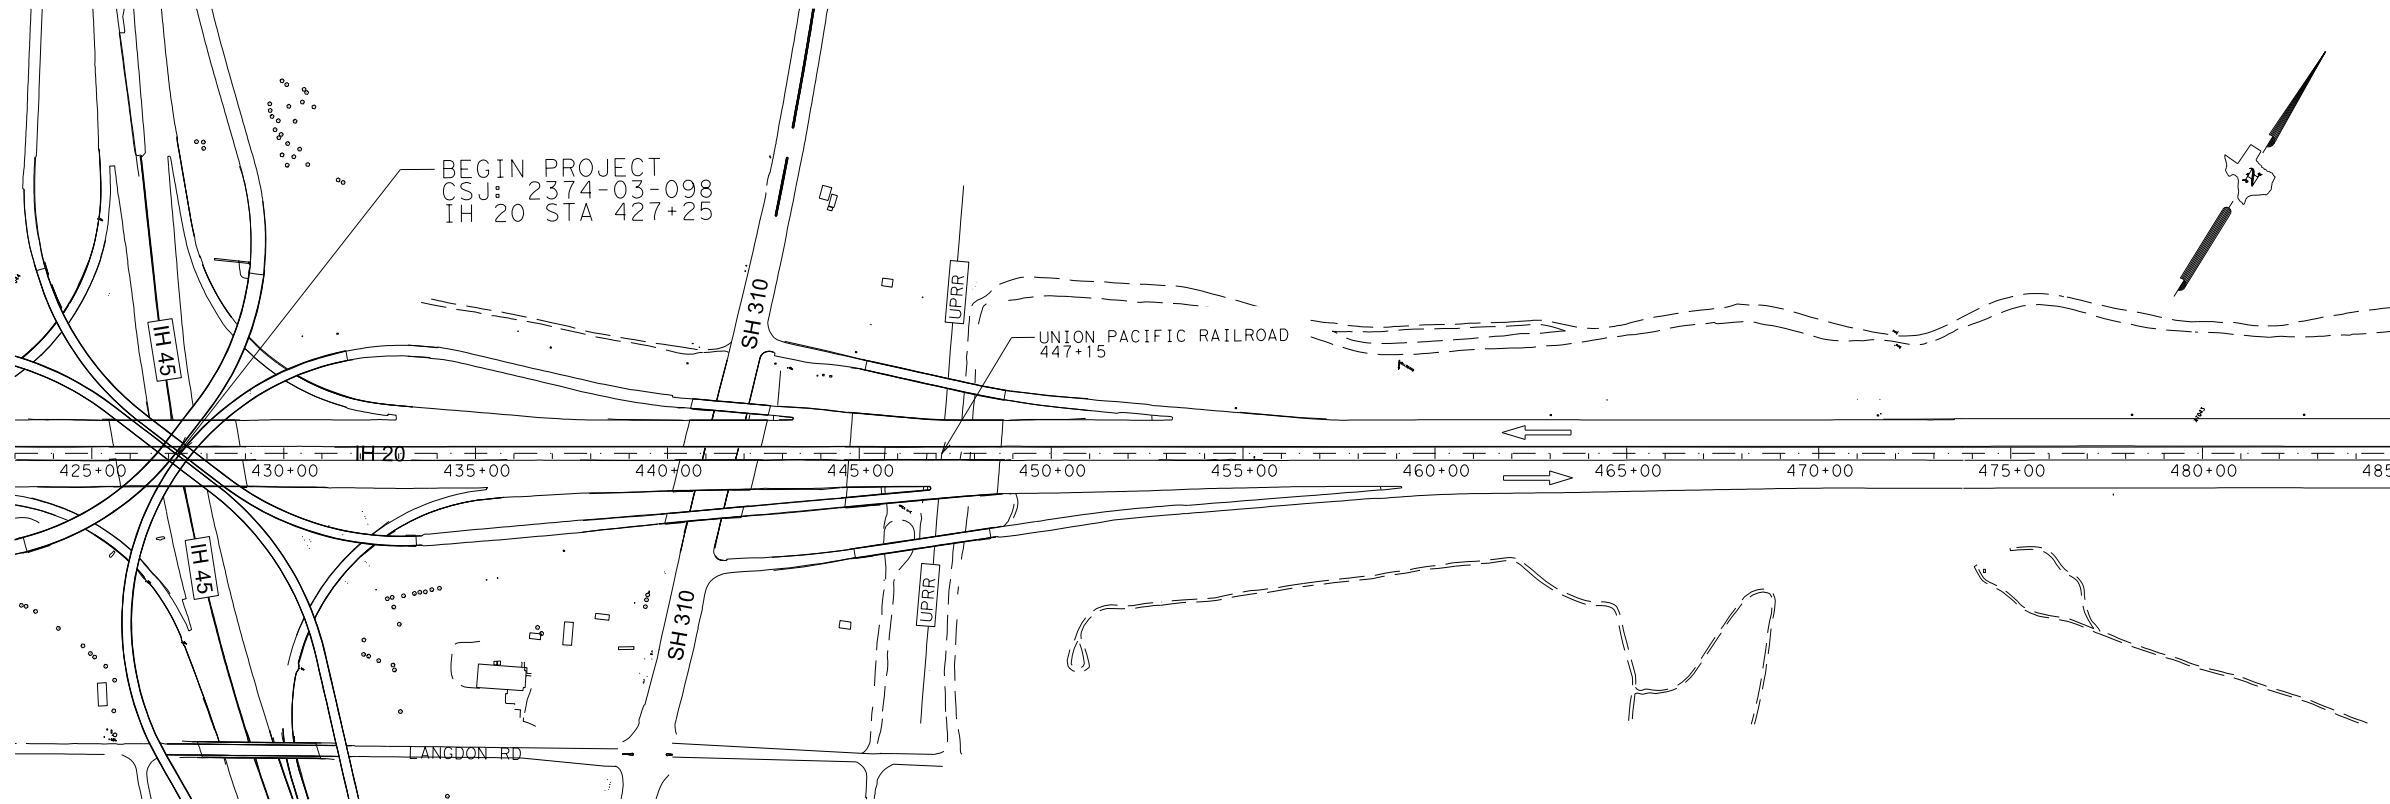 BEGIN PROJECT
CSJ: 2374-03-098
IH 20 STA 427+25
N
SH 310
UPRR
IH 45
UNION PACIFIC RAILROAD
447+15
IH 20
425+00 430+00 435+00 440+00 445+00 450+00 455+00 460+00 465+00 470+00 475+00 480+00 485
IH 45
UPRR
SH 310
LANGDON RD